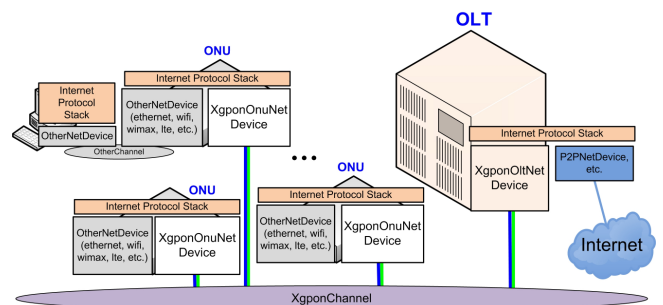 OLT
ONU
Internet Protocol Stack
Internet
Protocol
Stack
OtherNetDevice
OtherChannel
OtherNetDevice
(ethernet, wifi,
wimax, lte, etc.)
XgponOnuNet
Device
...
Internet Protocol Stack
XgponOltNet
Device
P2PNetDevice,
etc.
Internet
ONU
Internet Protocol Stack
OtherNetDevice
(ethernet, wifi,
wimax, lte, etc.)
XgponOnuNet
Device
ONU
Internet Protocol Stack
OtherNetDevice
(ethernet, wifi,
wimax, lte, etc.)
XgponOnuNet
Device
XgponChannel